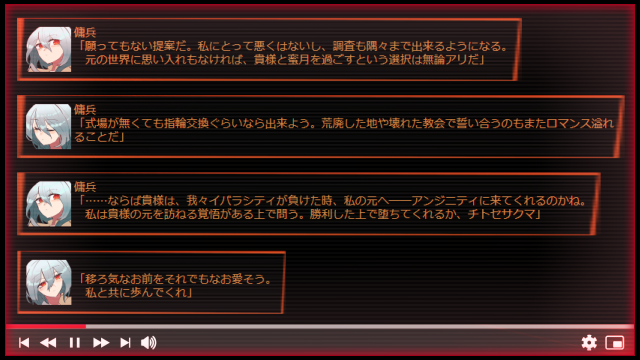 傭兵
「願ってもない提案だ。私にとって悪くはないし、調査も隅々まで出来るようになる。
元の世界に思い入れもなければ、貴様と蜜月を過ごすという選択は無論アリだ」
傭兵
「式場が無くても指輪交換ぐらいなら出来よう。荒廃した地や壊れた教会で誓い合うのもまたロマンス溢れ
ることだ」
傭兵
「……ならば貴様は、我々イバラシティが負けた時、私の元へ――アンジニティに来てくれるのかね。
私は貴様の元を訪ねる覚悟がある上で問う。勝利した上で堕ちてくれるか、チトセサクマ」
傭兵
「移ろ気なお前をそれでもなお愛そう。
私と共に歩んでくれ」